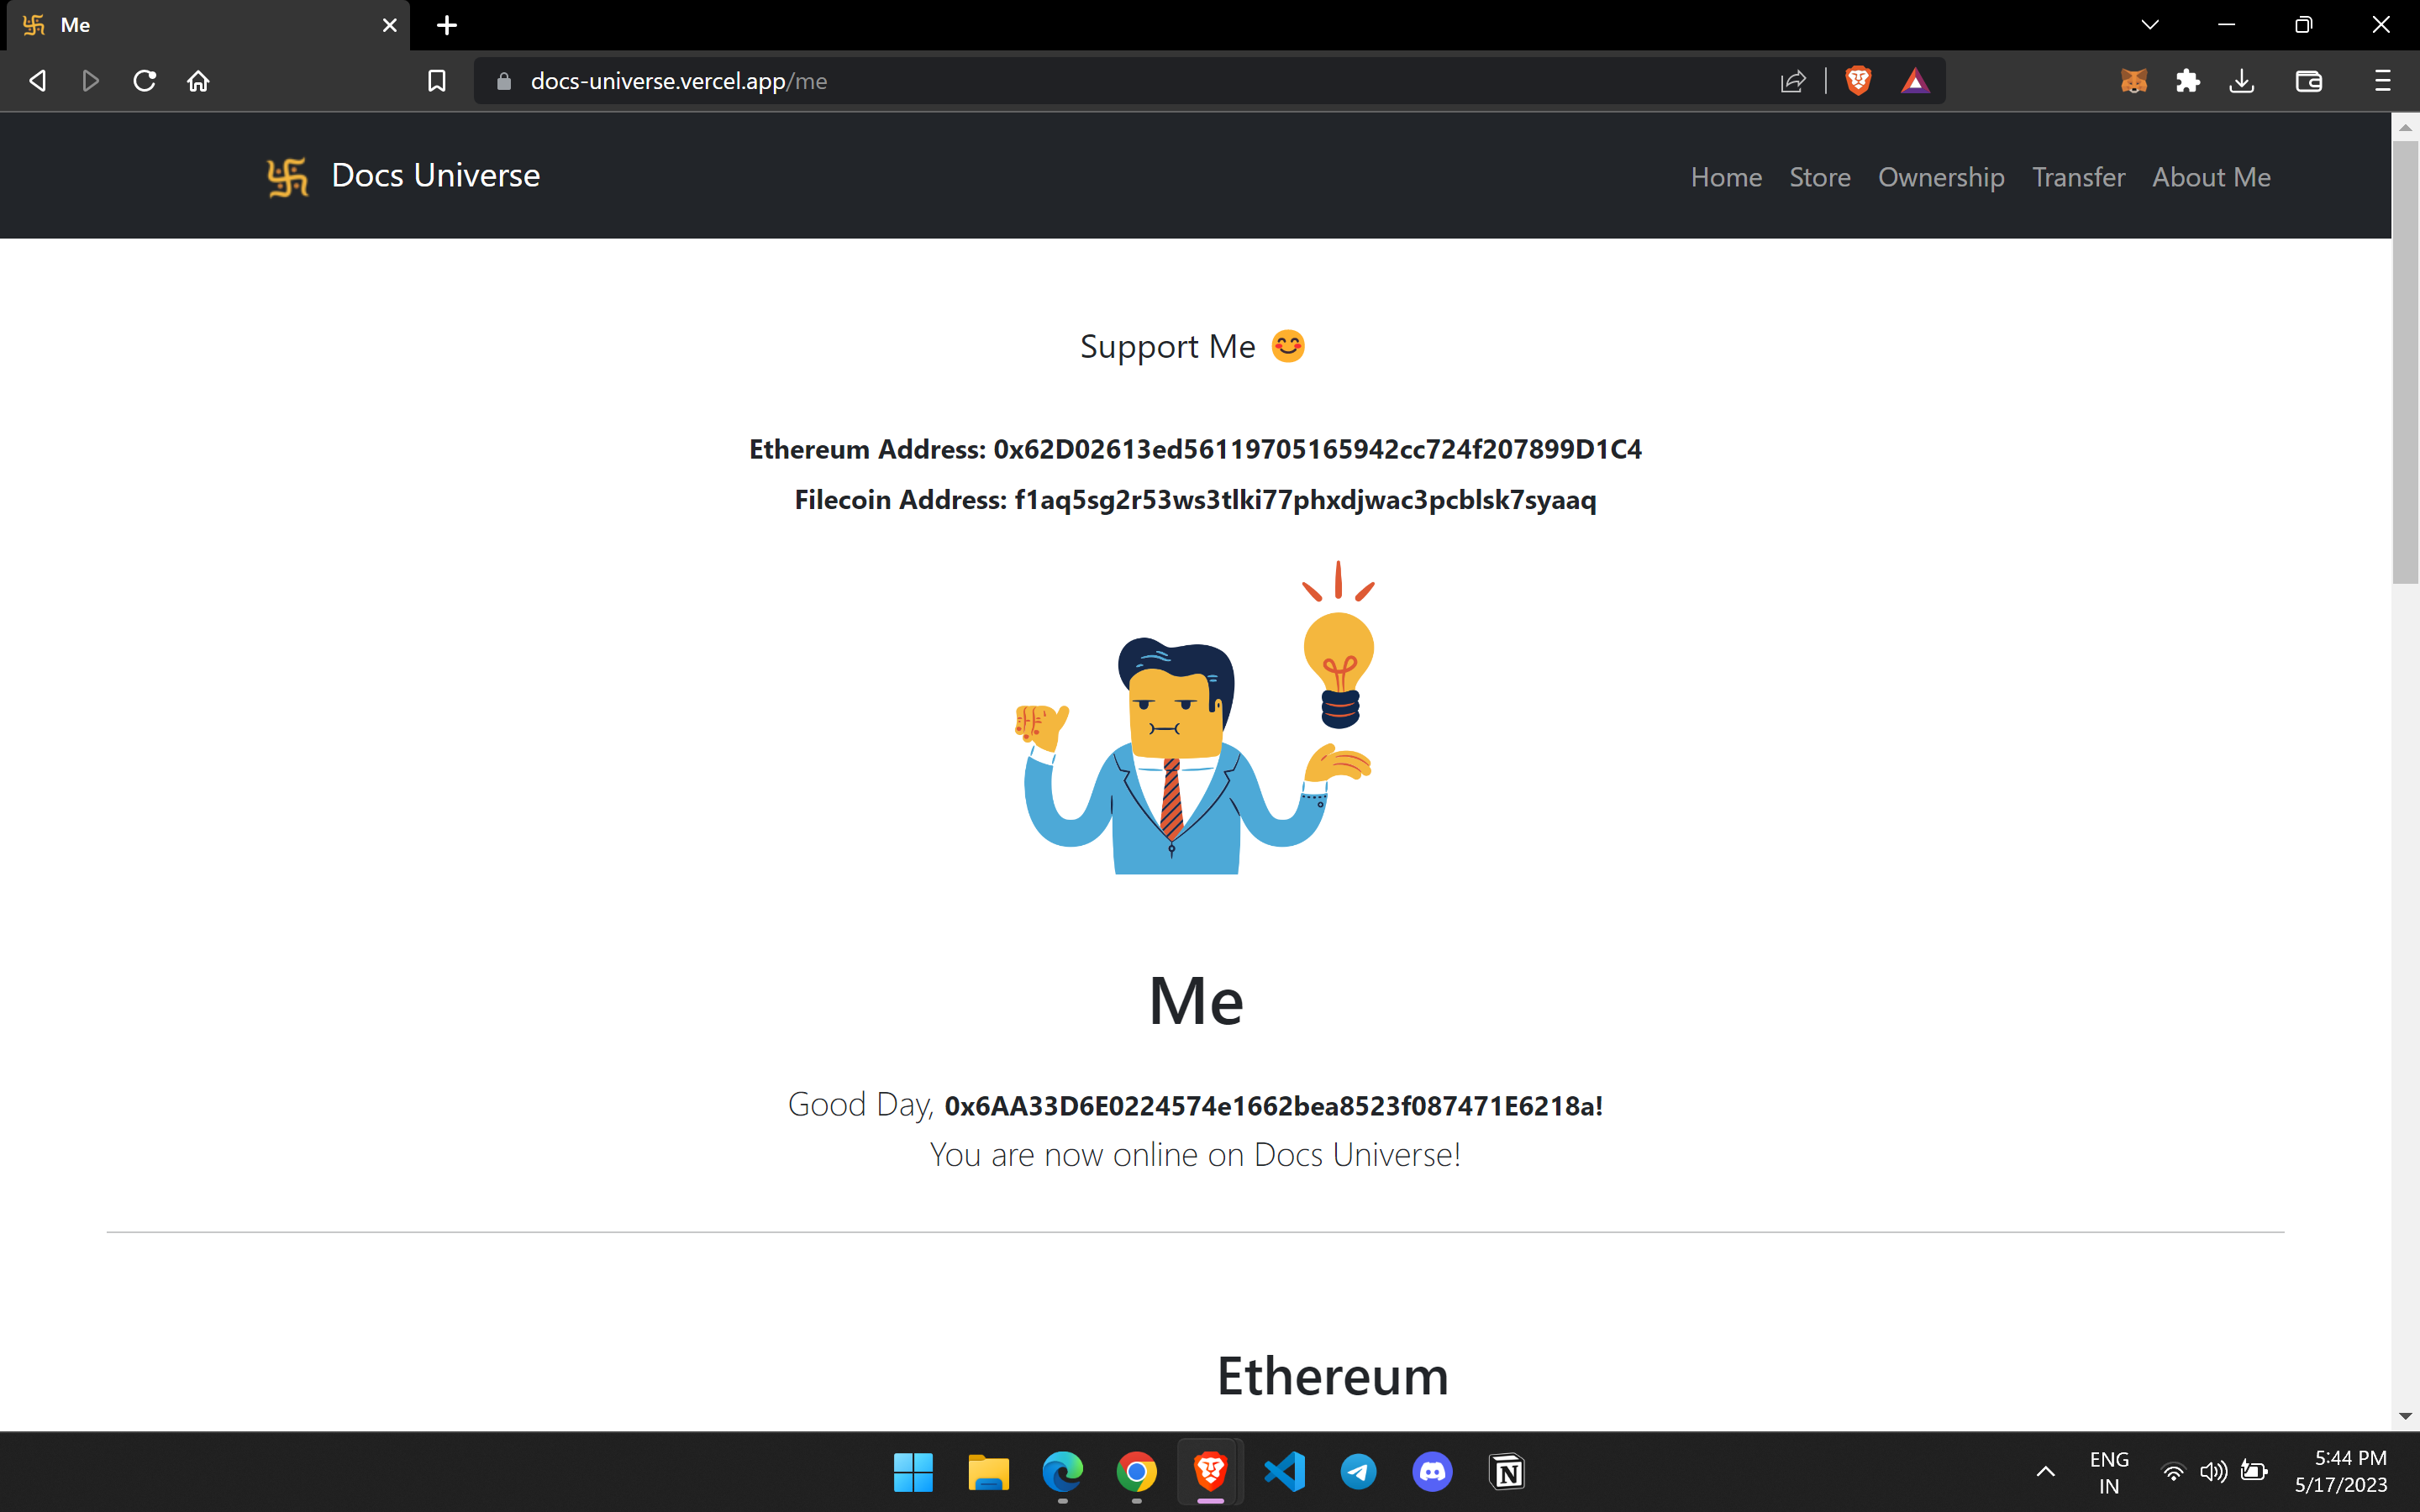 Me
docs-universe.vercel.app/me
Docs Universe
Home Store Ownership Transfer About Me
Support Me 😊
Ethereum Address: 0x62D02613ed56119705165942cc724f207899D1C4
Filecoin Address: f1aq5sg2r53ws3tlki77phxdjwac3pcblsk7syaaq
Me
Good Day, 0x6AA33D6E0224574e1662bea8523f087471E6218a!
You are now online on Docs Universe!
Ethereum
ENG
IN
5:44 PM
5/17/2023